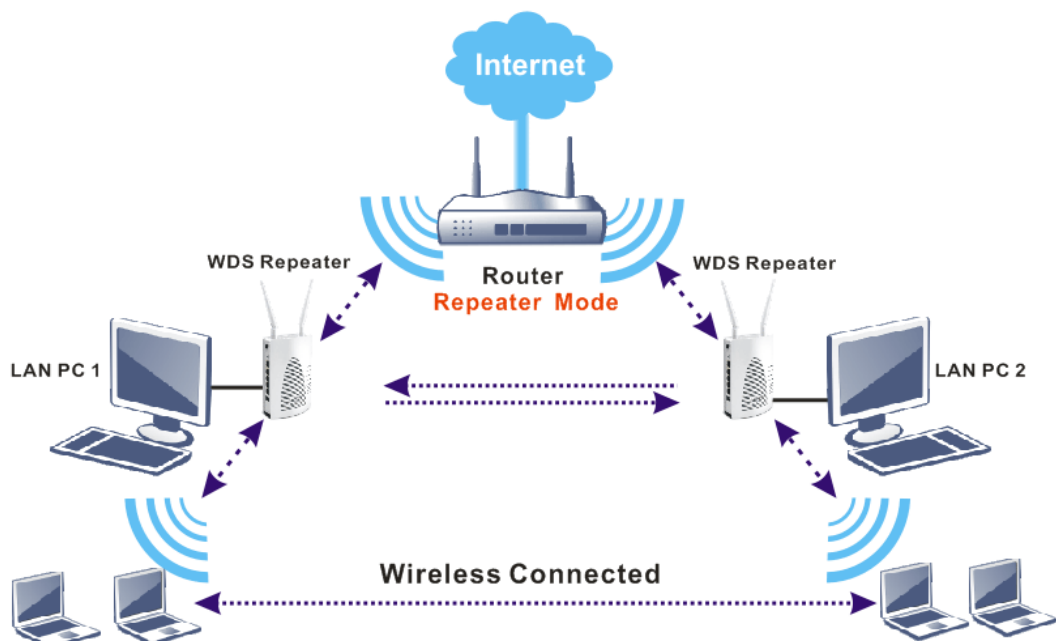 Internet
WDS Repeater
WDS Repeater
Router
Repeater Mode
LAN PC 1
LAN PC 2
Wireless Connected